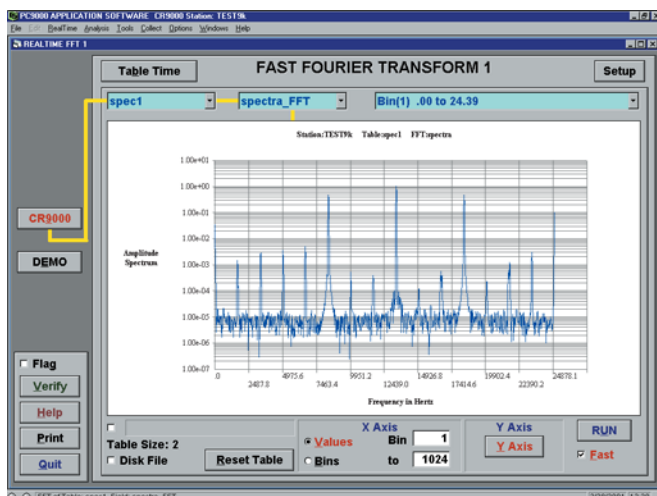 PC9000 APPLICATION SOFTWARE CR9000 Station: TEST9k
File Edit RealTime Analysis Tools Collect Options Windows Help
REALTIME FFT 1
Table Time
FAST FOURIER TRANSFORM 1
Setup
spec1
spectra_FFT
Bin(1) .00 to 24.39
Station:TEST9k Table:spec1 FFT:spectra
1.00e+01
1.00e+00
1.00e-01
1.00e-02
1.00e-03
1.00e-04
1.00e-05
1.00e-06
1.00e-07
Amplitude
Spectrum
.0 4975.6 9951.2 14926.8 19902.4 24878.1
2487.8 7463.4 12439.0 17414.6 22390.2
Frequency in Hertz
CR9000
DEMO
Flag
Verify
Help
Print
Quit
Table Size: 2
Disk File
Reset Table
X Axis
Values
Bins
Bin 1
to 1024
Y Axis
Y Axis
RUN
Fast